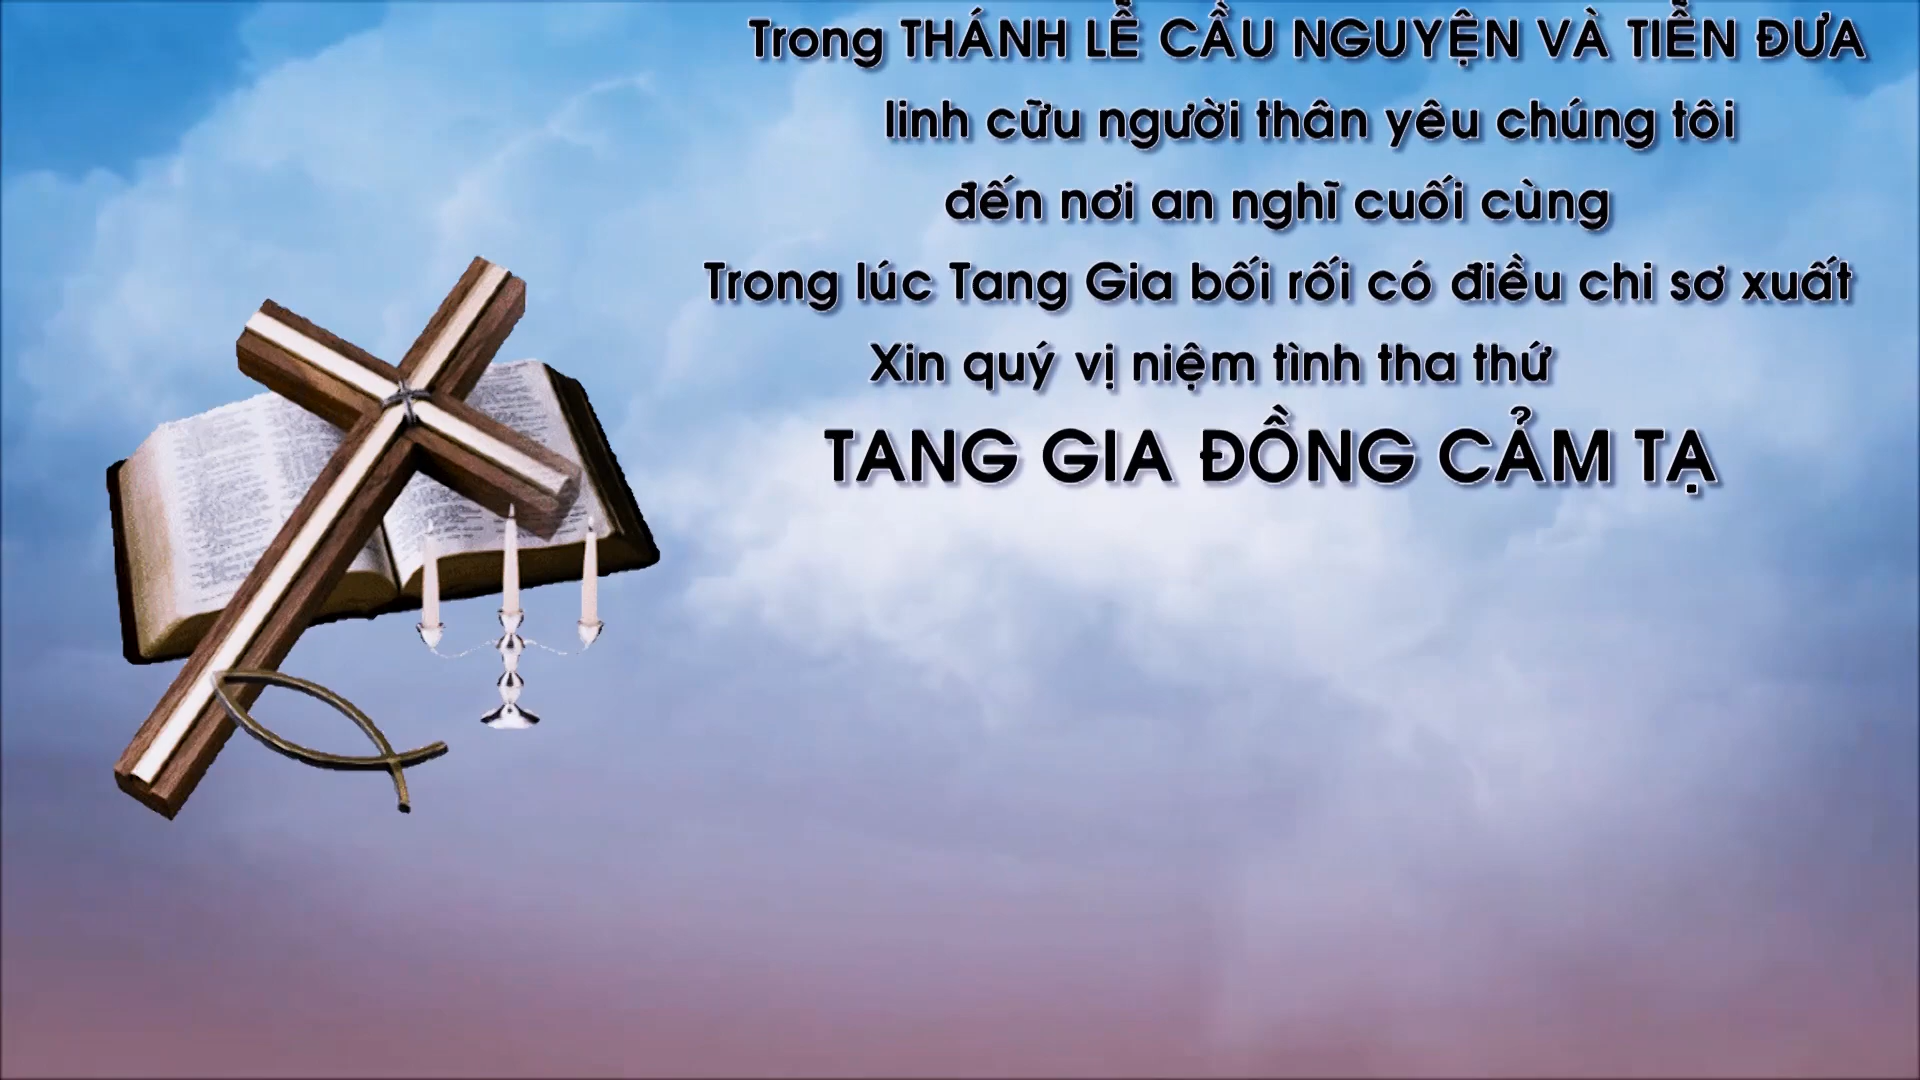 Trong THÁNH LỄ CẦU NGUYỆN VÀ TIỄN ĐƯA
linh cữu người thân yêu chúng tôi
đến nơi an nghĩ cuối cùng
Trong lúc Tang Gia bối rối có điều chi sơ xuất
Xin quý vị niệm tình tha thứ
TANG GIA ĐỒNG CẢM TẠ